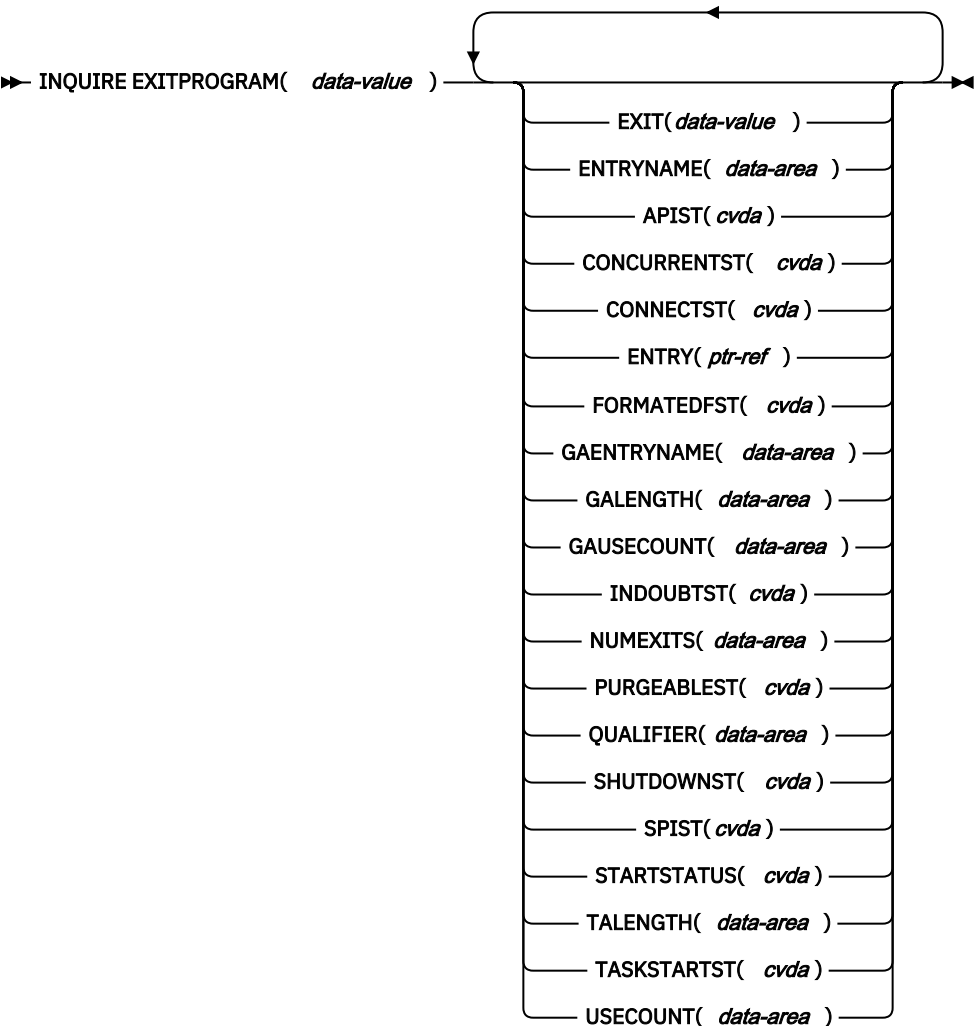 INQUIRE EXITPROGRAM( data-value )
EXIT( data-value )
ENTRYNAME( data-area )
APIST( cvda )
CONCURRENTST( cvda )
CONNECTST( cvda )
ENTRY( ptr-ref )
FORMATEDFST( cvda )
GAENTRYNAME( data-area )
GALENGTH( data-area )
GAUSECOUNT( data-area )
INDOUBTST( cvda )
NUMEXITS( data-area )
PURGEABLEST( cvda )
QUALIFIER( data-area )
SHUTDOWNST( cvda )
SPIST( cvda )
STARTSTATUS( cvda )
TALENGTH( data-area )
TASKSTARTST( cvda )
USECOUNT( data-area )